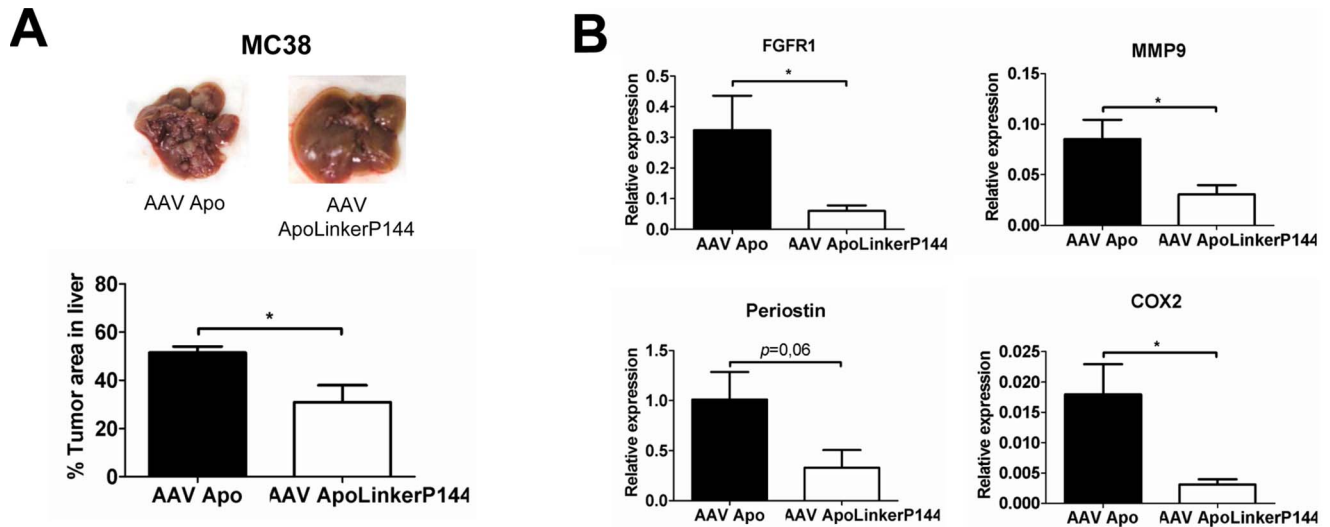 A
MC38
AAV Apo
AAV
ApoLinkerP144
% Tumor area in liver
80
60
40
20
0
*
AAV Apo
AAV ApoLinkerP144
B
FGFR1
Relative expression
0.5
0.4
0.3
0.2
0.1
0.0
*
AAV Apo
AAV ApoLinkerP144
MMP9
Relative expression
0.15
0.10
0.05
0.00
*
AAV Apo
AAV ApoLinkerP144
Periostin
Relative expression
1.5
1.0
0.5
0.0
p=0,06
AAV Apo
AAV ApoLinkerP144
COX2
Relative expression
0.025
0.020
0.015
0.010
0.005
0.000
*
AAV Apo
AAV ApoLinkerP144